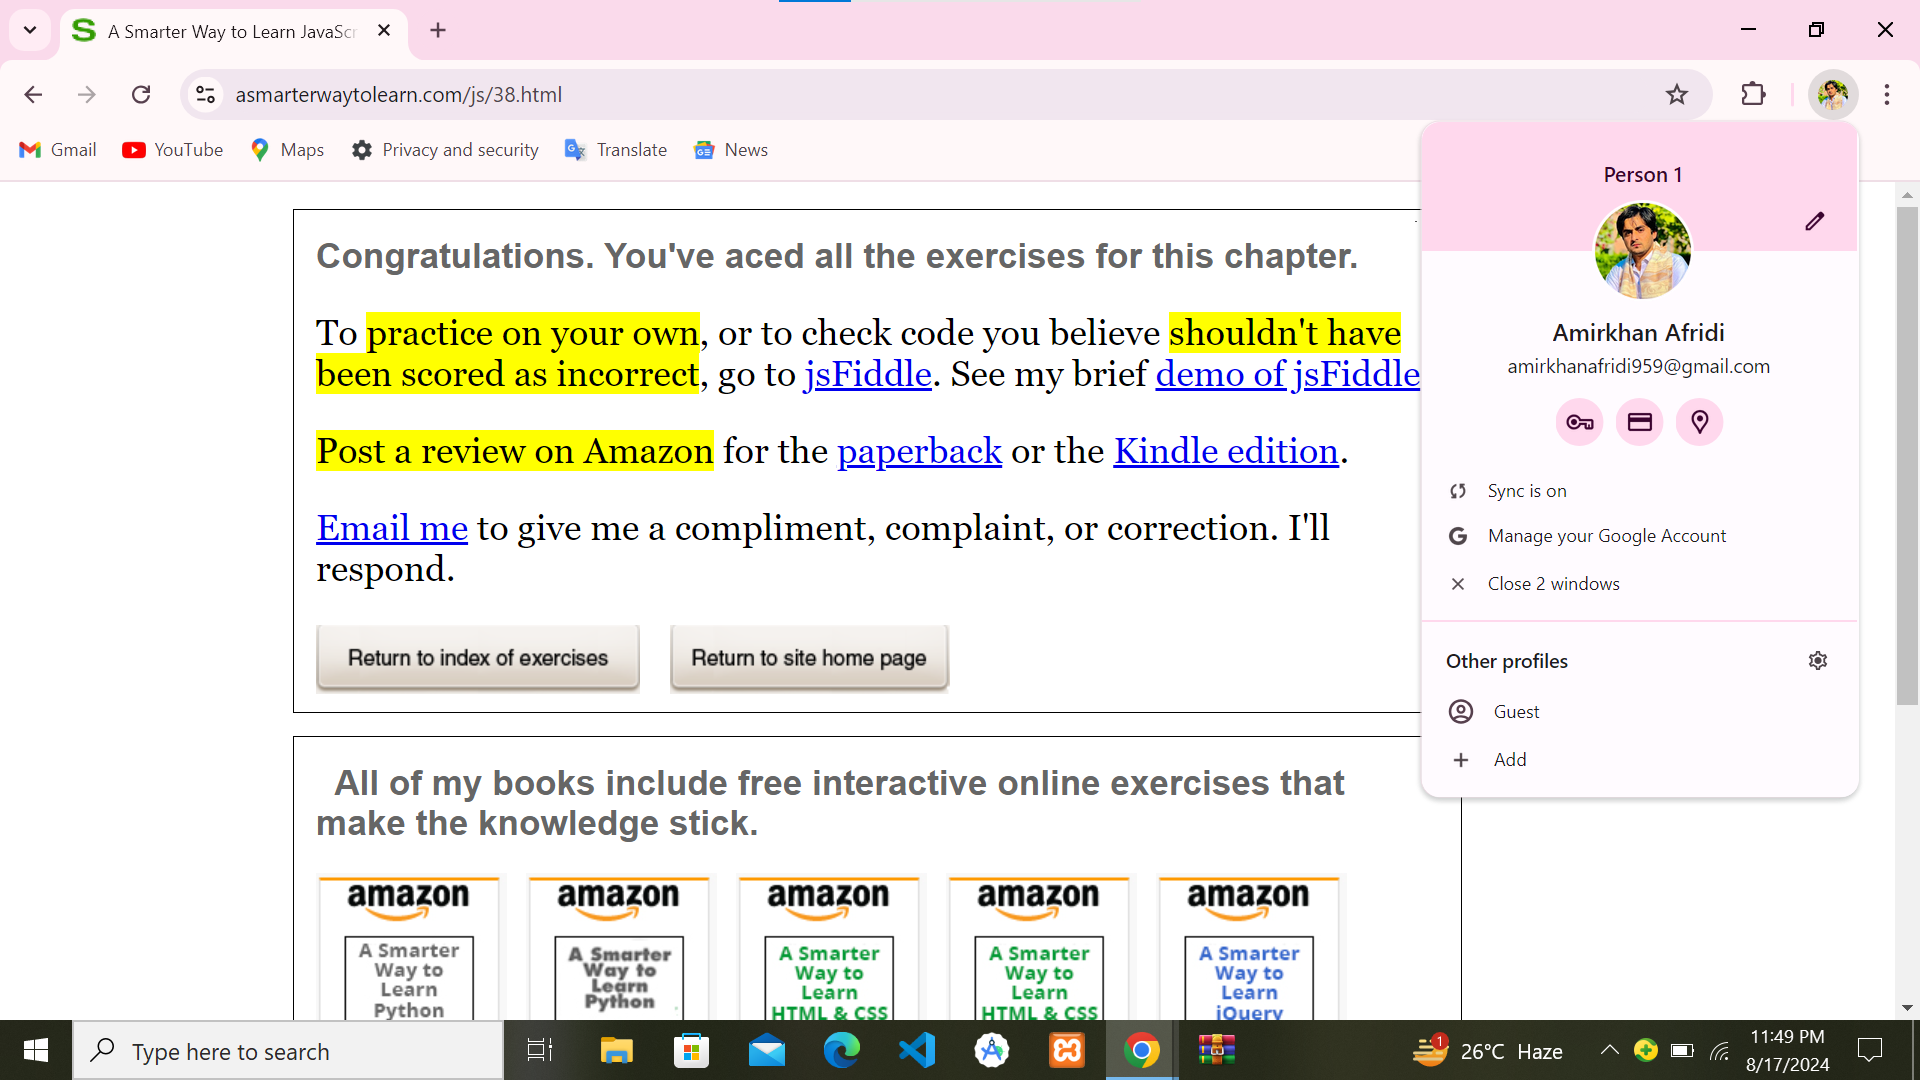 A Smarter Way to Learn JavaScr
asmarterwaytolearn.com/js/38.html
Gmail YouTube Maps Privacy and security Translate News
Congratulations. You've aced all the exercises for this chapter.
To practice on your own, or to check code you believe shouldn't have
been scored as incorrect, go to jsFiddle. See my brief demo of jsFiddle
Post a review on Amazon for the paperback or the Kindle edition.
Email me to give me a compliment, complaint, or correction. I'll
respond.
Return to index of exercises Return to site home page
All of my books include free interactive online exercises that
make the knowledge stick.
amazon amazon amazon amazon amazon
A Smarter
Way to
Learn
Python
A Smarter
Way to
Learn
Python
A Smarter
Way to
Learn
HTML & CSS
A Smarter
Way to
Learn
HTML & CSS
A Smarter
Way to
Learn
jQuery
Person 1
Amirkhan Afridi
amirkhanafridi959@gmail.com
Sync is on
Manage your Google Account
Close 2 windows
Other profiles
Guest
Add
Type here to search
1
26°C Haze
11:49 PM
8/17/2024